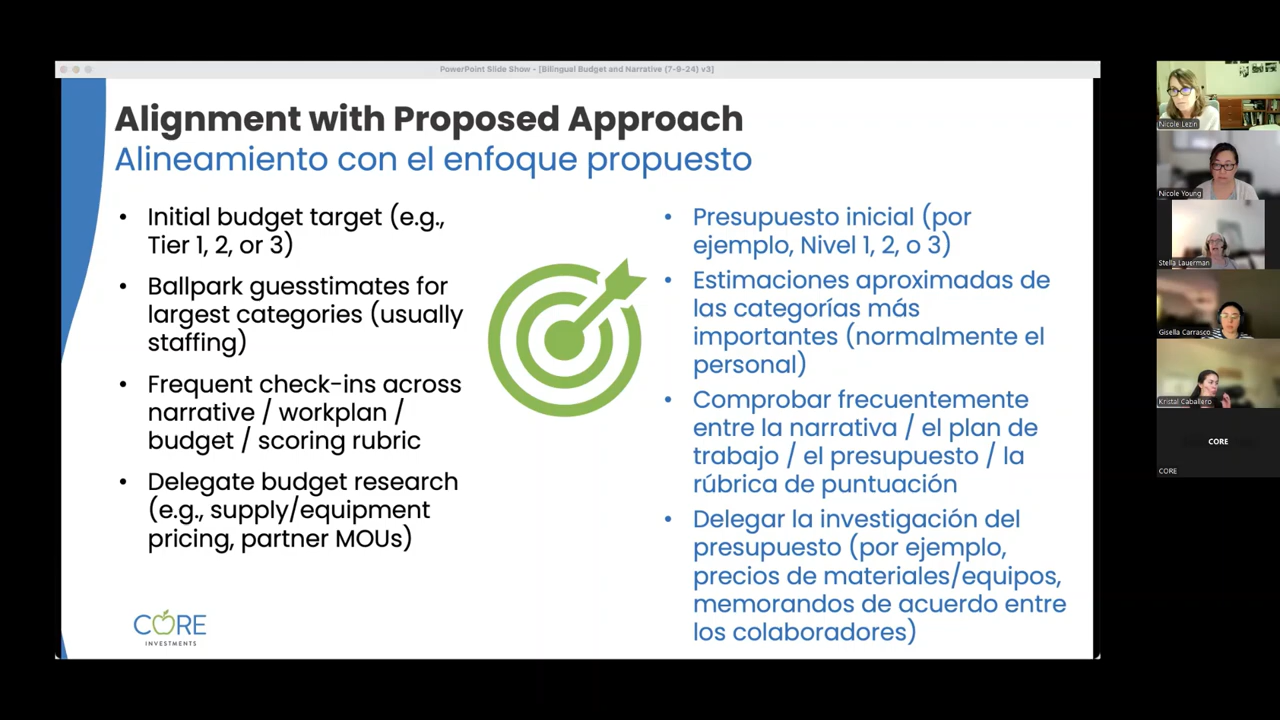 PowerPoint Slide Show - [Bilingual Budget and Narrative (7-9-24) v3]
Alignment with Proposed Approach
Alineamiento con el enfoque propuesto
• Initial budget target (e.g.,
Tier 1, 2, or 3)
• Ballpark guesstimates for
largest categories (usually
staffing)
• Frequent check-ins across
narrative / workplan /
budget / scoring rubric
• Delegate budget research
(e.g., supply/equipment
pricing, partner MOUs)
• Presupuesto inicial (por
ejemplo, Nivel 1, 2, o 3)
• Estimaciones aproximadas de
las categorías más
importantes (normalmente el
personal)
• Comprobar frecuentemente
entre la narrativa / el plan de
trabajo / el presupuesto / la
rúbrica de puntuación
• Delegar la investigación del
presupuesto (por ejemplo,
precios de materiales/equipos,
memorandos de acuerdo entre
los colaboradores)
CORE
INVESTMENTS
Nicole Lezin
Nicole Young
Stella Lauerman
Gisella Carrasco
Kristal Caballero
CORE
CORE